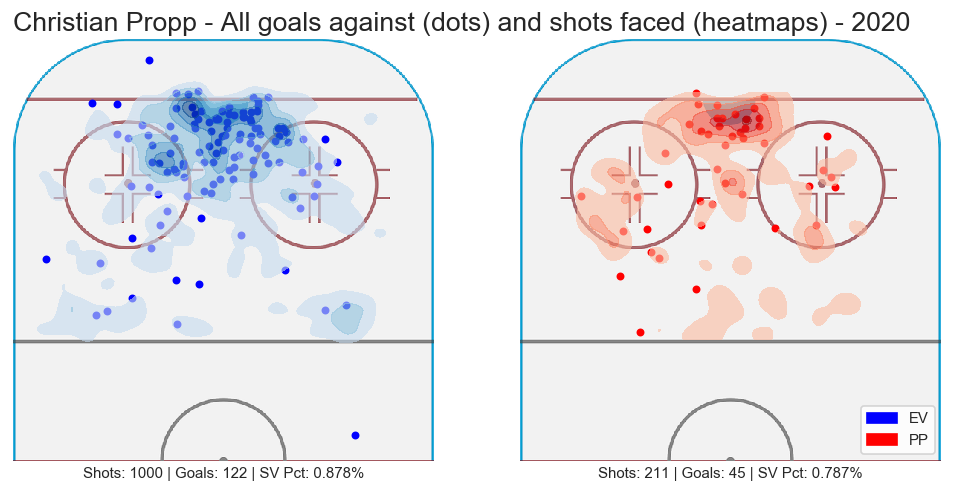 Christian Propp - All goals against (dots) and shots faced (heatmaps) - 2020
EV
PP
Shots: 1000 | Goals: 122 | SV Pct: 0.878%
Shots: 211 | Goals: 45 | SV Pct: 0.787%